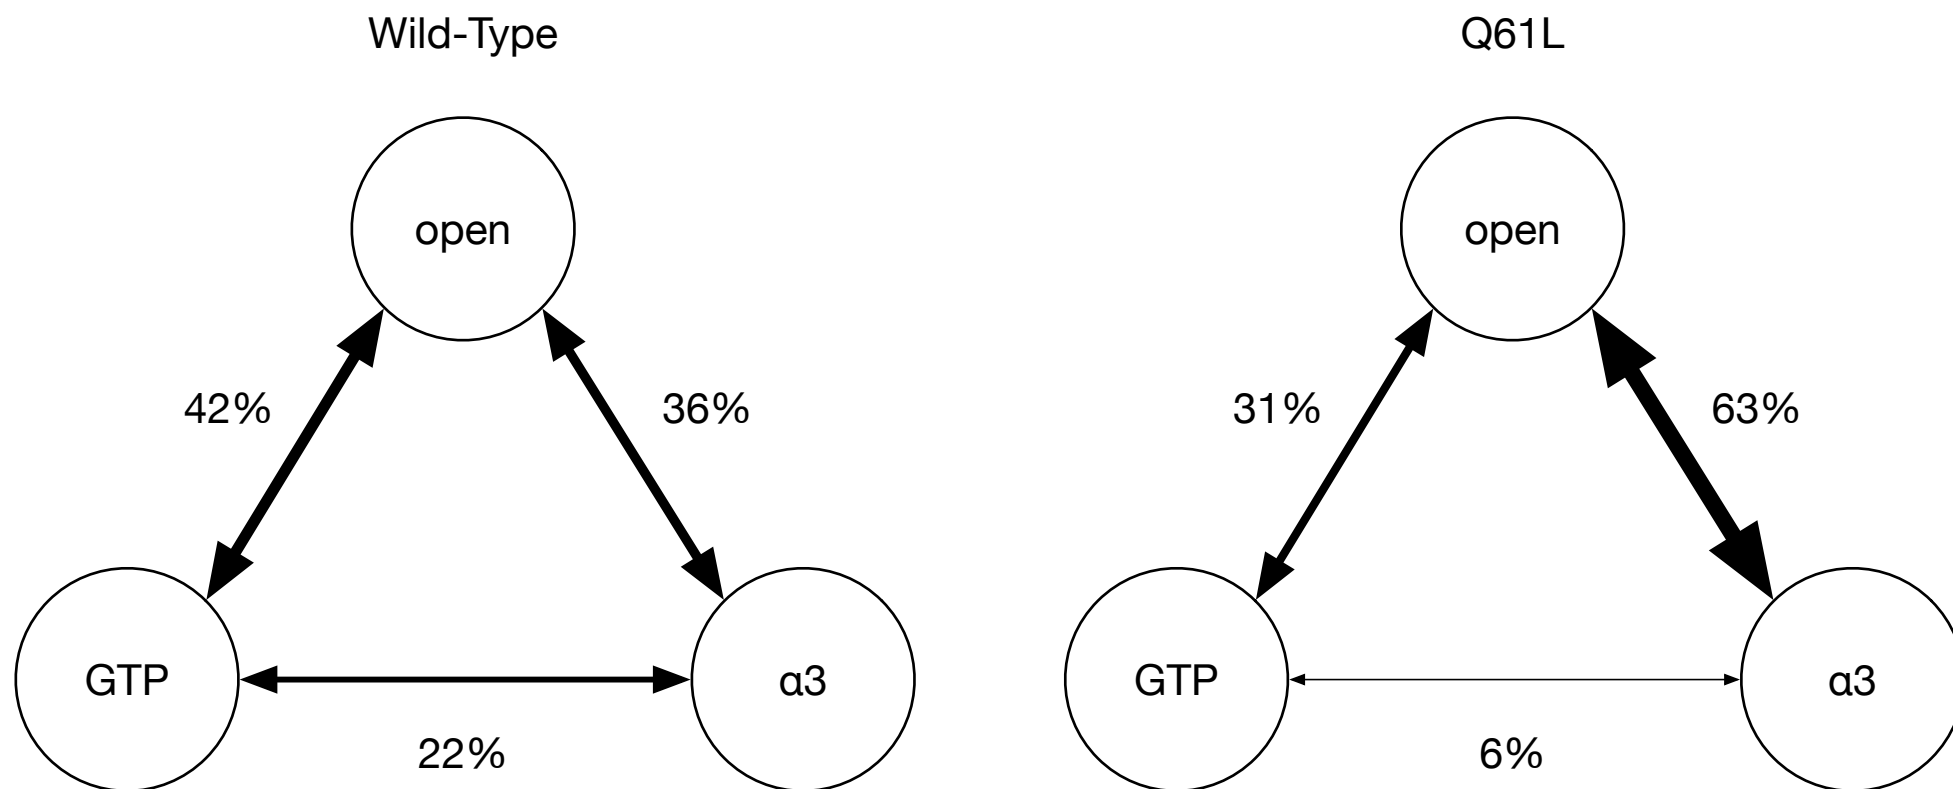 Wild-Type
open
42%
36%
GTP
α3
22%
Q61L
open
31%
63%
GTP
α3
6%